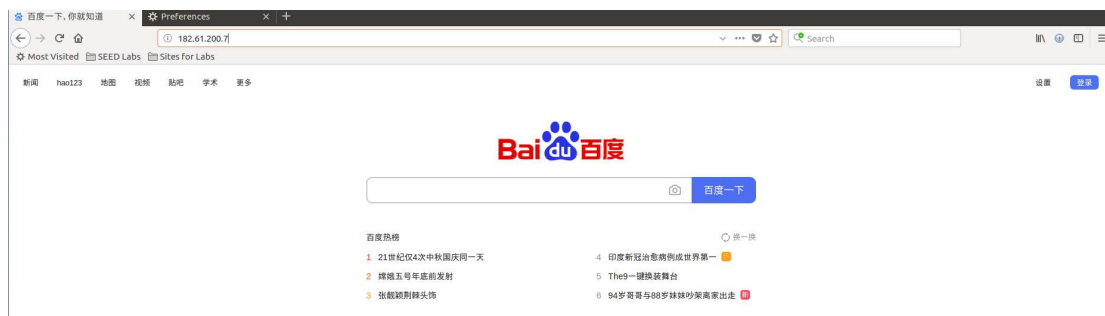 百度一下,你就知道 × Preferences × +
182.61.200.7 Search
Most Visited SEED Labs Sites for Labs
新闻 hao123 地图 视频 贴吧 学术 更多 设置 登录
Bai du 百度
百度一下
百度热榜 换一换
1 21世纪仅4次中秋国庆同一天 4 印度新冠治愈病例成世界第一
2 嫦娥五号年底前发射 5 The9一键换装舞台
3 张靓颖荆棘头饰 6 94岁哥哥与88岁妹妹吵架离家出走 新